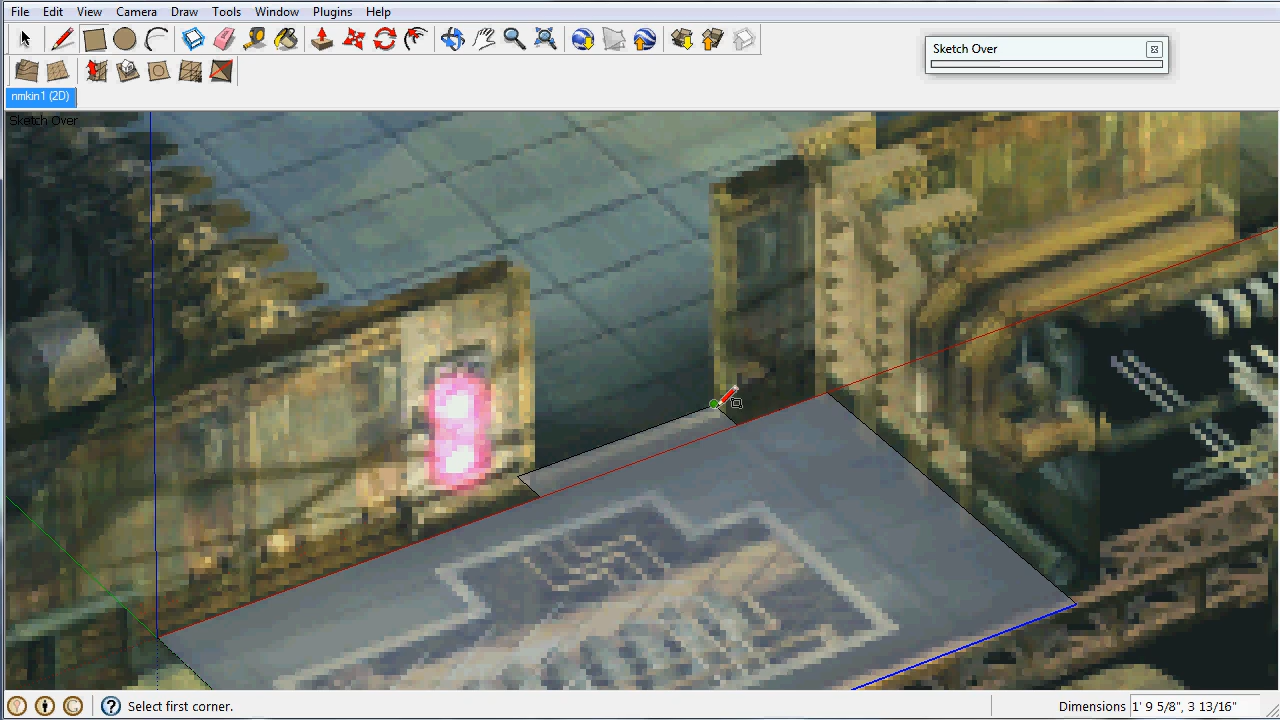 File Edit View Camera Draw Tools Window Plugins Help
Sketch Over
nmkin1 (2D)
Sketch Over
Select first corner.
Dimensions 1' 9 5/8", 3 13/16"